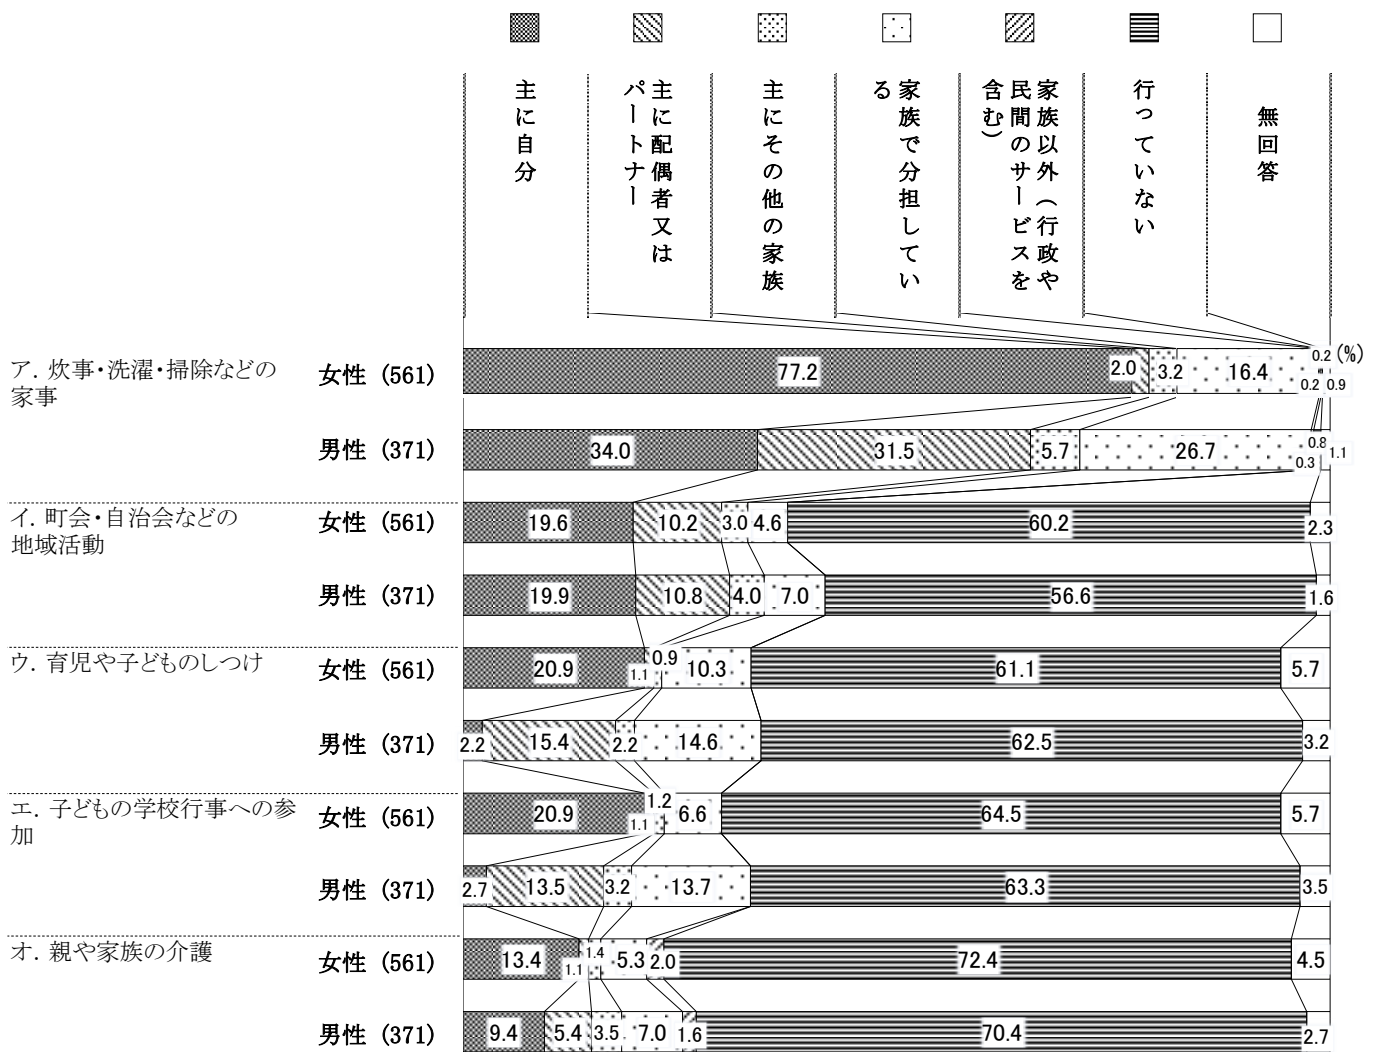 主に自分
主に配偶者又は
パートナー
主にその他の家族
家族で分担してい
る
家族以外（行政や
民間のサービスを
含む）
行っていない
無回答
(%)
ア．炊事・洗濯・掃除などの
家事
女性 (561)
77.2
2.0
3.2
16.4
0.2
0.2
0.9
男性 (371)
34.0
31.5
5.7
26.7
0.3
0.8
1.1
イ．町会・自治会などの
地域活動
女性 (561)
19.6
10.2
3.0
4.6
60.2
2.3
男性 (371)
19.9
10.8
4.0
7.0
56.6
1.6
ウ．育児や子どものしつけ
女性 (561)
20.9
1.1
0.9
10.3
61.1
5.7
男性 (371)
2.2
15.4
2.2
14.6
62.5
3.2
エ．子どもの学校行事への参
加
女性 (561)
20.9
1.1
1.2
6.6
64.5
5.7
男性 (371)
2.7
13.5
3.2
13.7
63.3
3.5
オ．親や家族の介護
女性 (561)
13.4
1.1
1.4
5.3
2.0
72.4
4.5
男性 (371)
9.4
5.4
3.5
7.0
1.6
70.4
2.7